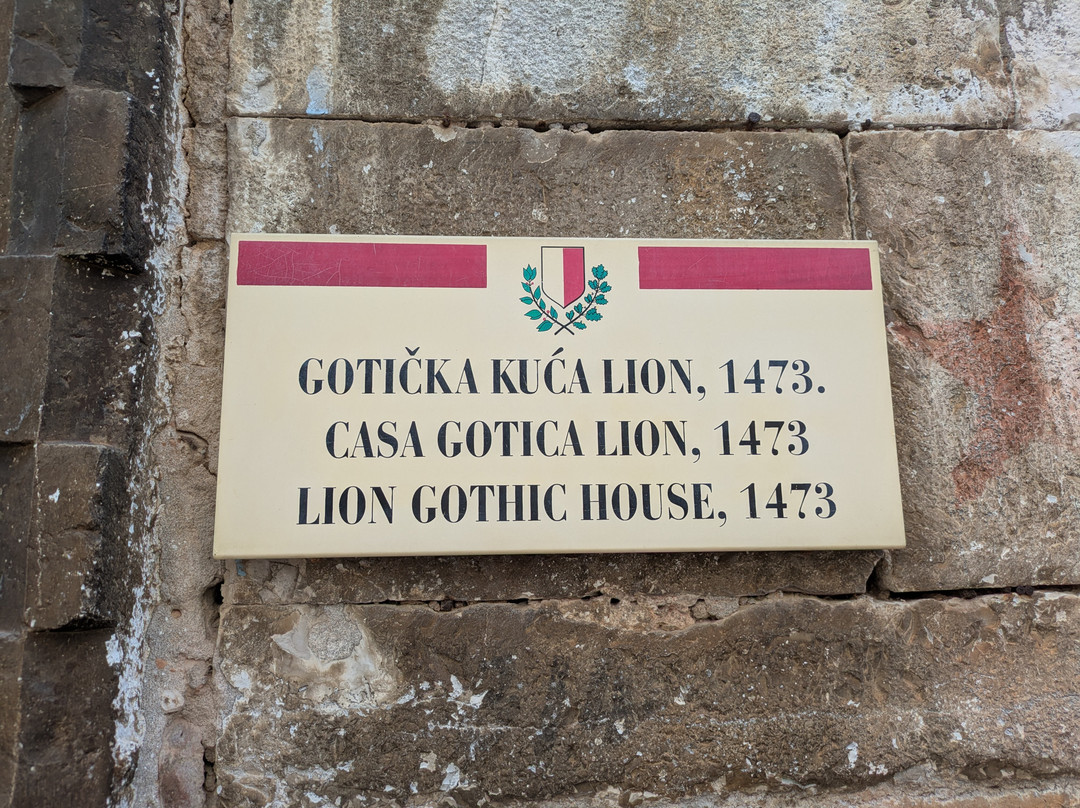 GOTIČKA KUĆA LION, 1473.
CASA GOTICA LION, 1473
LION GOTHIC HOUSE, 1473